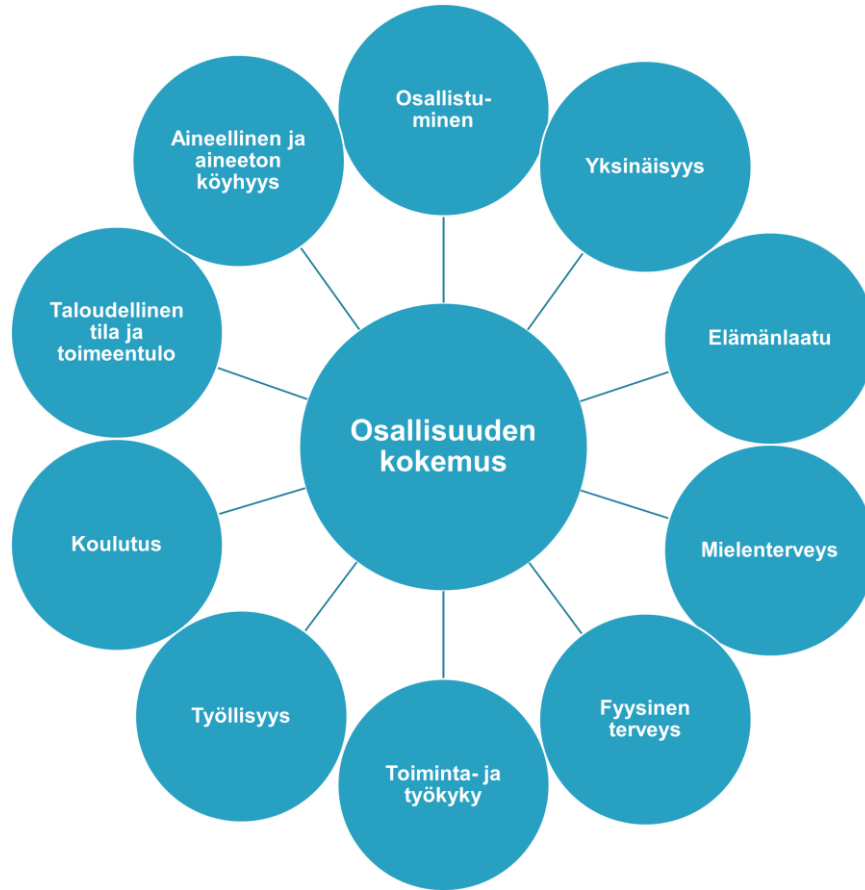 Osallistu-
minen
Yksinäisyys
Elämänlaatu
Mielenterveys
Fyysinen
terveys
Toiminta- ja
työkyky
Työllisyys
Koulutus
Taloudellinen
tila ja
toimeentulo
Aineellinen ja
aineeton
köyhyys
Osallisuuden
kokemus